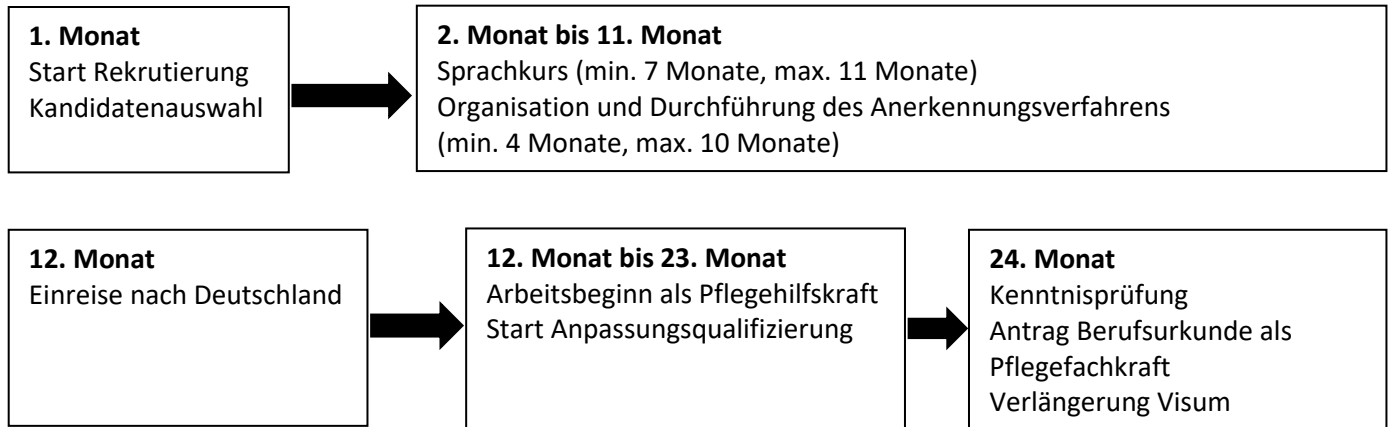 1. Monat
Start Rekrutierung
Kandidatenauswahl
2. Monat bis 11. Monat
Sprachkurs (min. 7 Monate, max. 11 Monate)
Organisation und Durchführung des Anerkennungsverfahrens
(min. 4 Monate, max. 10 Monate)
12. Monat
Einreise nach Deutschland
12. Monat bis 23. Monat
Arbeitsbeginn als Pflegehilfskraft
Start Anpassungsqualifizierung
24. Monat
Kenntnisprüfung
Antrag Berufsurkunde als
Pflegefachkraft
Verlängerung Visum